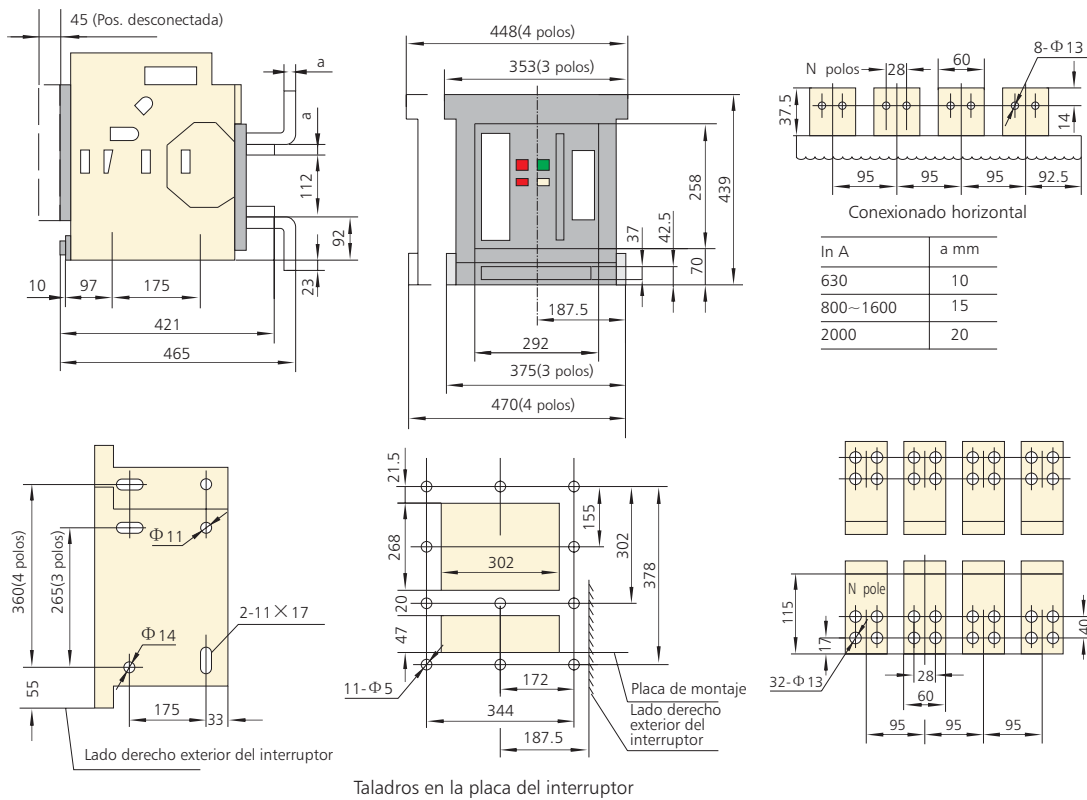 45 (Pos. desconectada)
a
a
112
92
23
10
97
175
421
465
448(4 polos)
353(3 polos)
258
439
37
42.5
70
187.5
292
375(3 polos)
470(4 polos)
8-Φ13
N polos
28
60
37.5
14
95
95
95
92.5
Conexionado horizontal
In A a mm
630 10
800~1600 15
2000 20
360(4 polos)
265(3 polos)
Φ11
2-11×17
Φ14
55
175
33
Lado derecho exterior del interruptor
21.5
268
302
155
302
378
20
47
11-Φ5
172
344
187.5
Placa de montaje
Lado derecho
exterior del
interruptor
Taladros en la placa del interruptor
N pole
115
17
40
32-Φ13
28
60
95
95
95